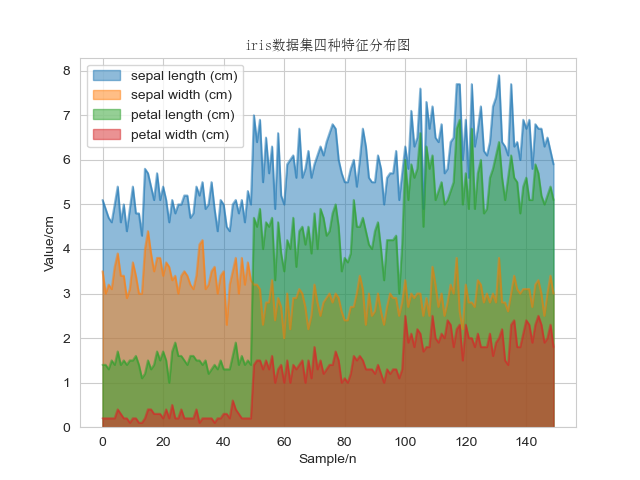 iris数据集四种特征分布图
sepal length (cm)
sepal width (cm)
petal length (cm)
petal width (cm)
Value/cm
8
7
6
5
4
3
2
1
0
0 20 40 60 80 100 120 140
Sample/n